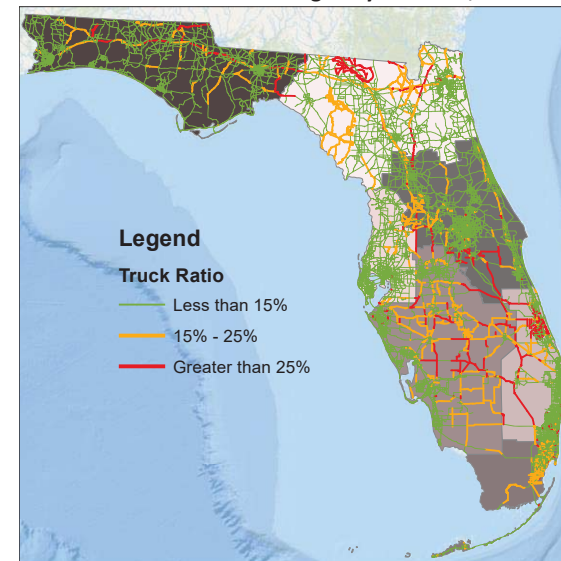 Legend
Truck Ratio
Less than 15%
15% - 25%
Greater than 25%